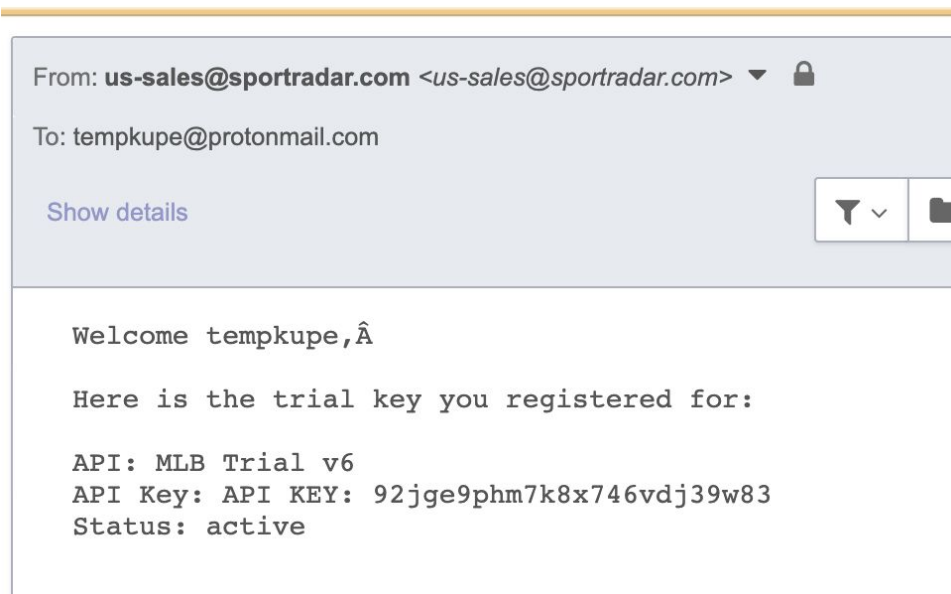 From: us-sales@sportradar.com <us-sales@sportradar.com>
To: tempkupe@protonmail.com
Show details
Welcome tempkupe,Â
Here is the trial key you registered for:
API: MLB Trial v6
API Key: API KEY: 92jge9phm7k8x746vdj39w83
Status: active